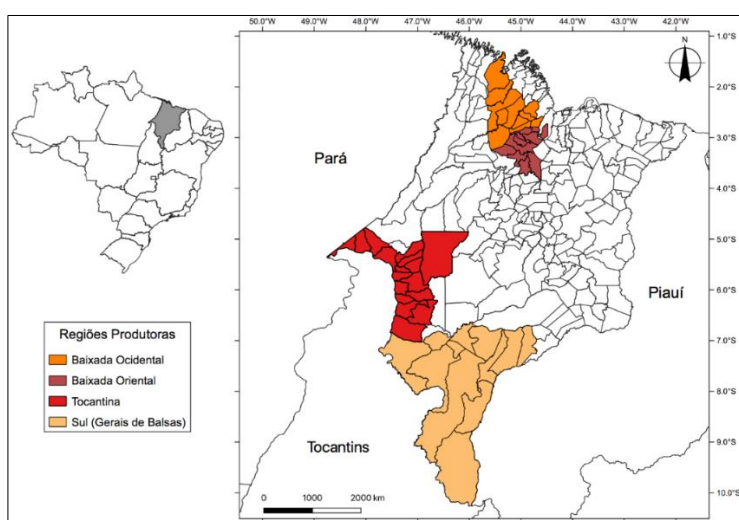 50.0°W 49.0°W 48.0°W 47.0°W 46.0°W 45.0°W 44.0°W 43.0°W 42.0°W
1.0°S
N
2.0°S
3.0°S
Pará
4.0°S
5.0°S
6.0°S
Piauí
7.0°S
8.0°S
Tocantins
9.0°S
10.0°S
Regiões Produtoras
Baixada Ocidental
Baixada Oriental
Tocantina
Sul (Gerais de Balsas)
0 1000 2000 km